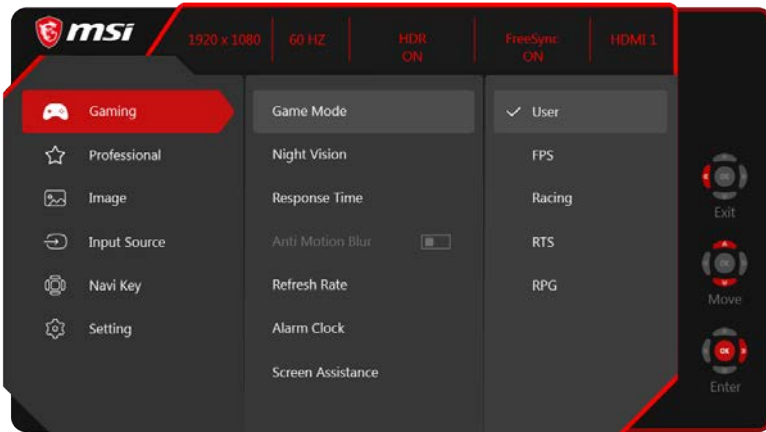 msi
1920 x 1080 60 HZ HDR ON FreeSync ON HDMI 1
Gaming
Professional
Image
Input Source
Navi Key
Setting
Game Mode
Night Vision
Response Time
Anti Motion Blur
Refresh Rate
Alarm Clock
Screen Assistance
User
FPS
Racing
RTS
RPG
OK
Exit
OK
Move
OK
Enter